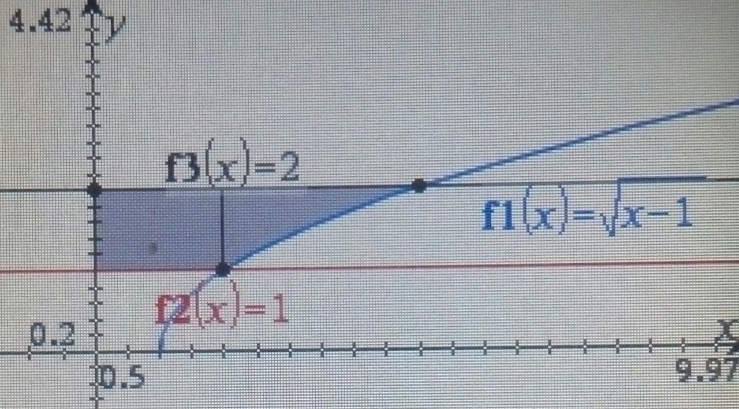 4.42 y
f3(x)=2
f1(x)=√x-1
f2(x)=1
0.2
x
0.5
9.97